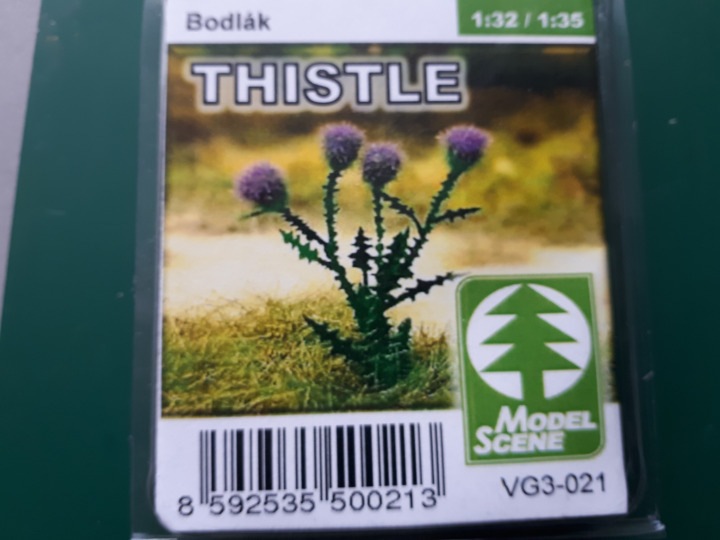 Bodlák
1:32 / 1:35
THISTLE
MODEL
SCENE
8 592535 500213
VG3-021